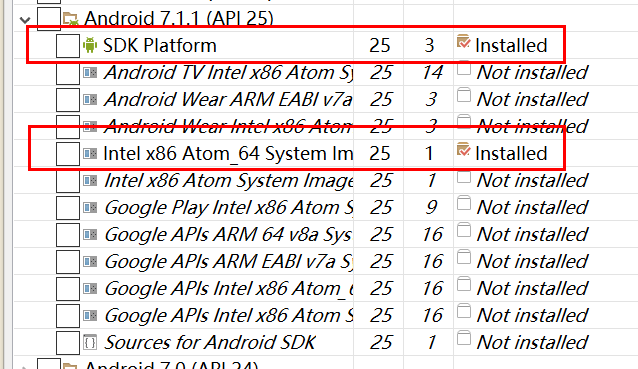 Android 7.1.1 (API 25)
SDK Platform 25 3 Installed
Android TV Intel x86 Atom Sy 25 14 Not installed
Android Wear ARM EABI v7a 25 3 Not installed
Android Wear Intel x86 Atom 25 3 Not installed
Intel x86 Atom_64 System Im 25 1 Installed
Intel x86 Atom System Image 25 1 Not installed
Google Play Intel x86 Atom S 25 9 Not installed
Google APIs ARM 64 v8a Sys 25 16 Not installed
Google APIs ARM EABI v7a Sy 25 16 Not installed
Google APIs Intel x86 Atom_6 25 16 Not installed
Google APIs Intel x86 Atom S 25 16 Not installed
Sources for Android SDK 25 1 Not installed
Android 7.0 (API 24)